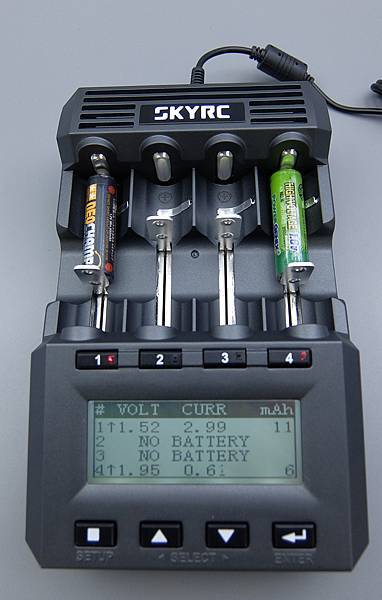 SKYRC
NEOCHAMP
1
2
3
4
# VOLT CURR mAh
1↑1.52 2.99 11
2 NO BATTERY
3 NO BATTERY
4↑1.95 0.61 6
SETUP
SELECT
ENTER